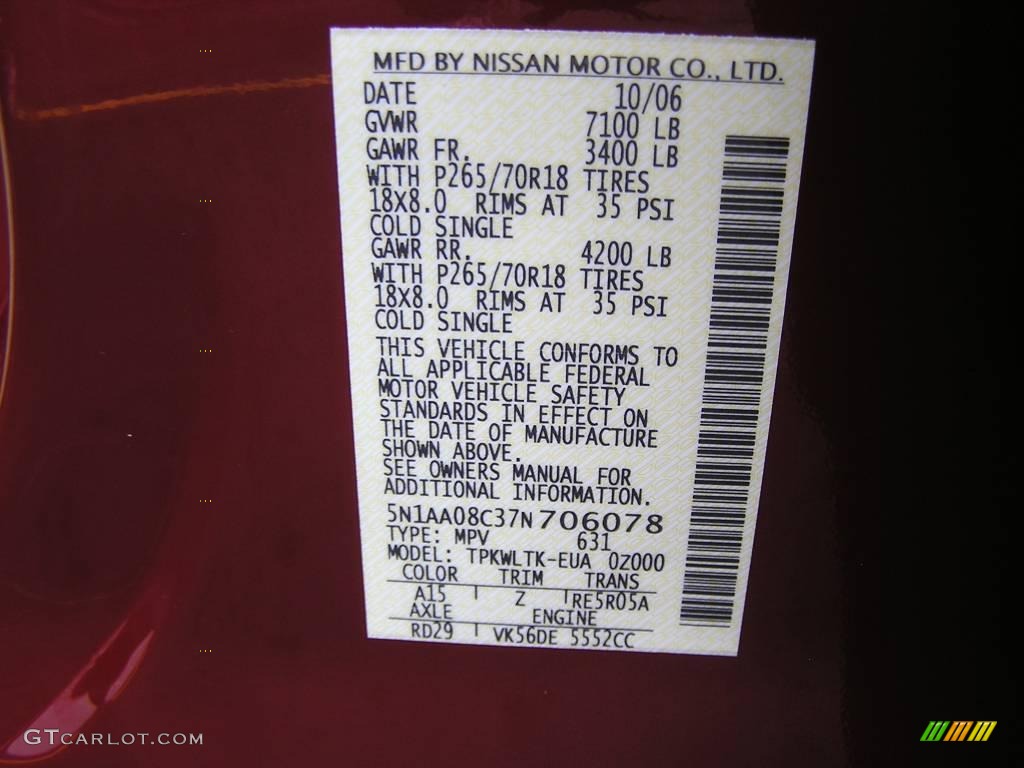 MFD BY NISSAN MOTOR CO., LTD.
DATE 10/06
GVWR 7100 LB
GAWR FR. 3400 LB
WITH P265/70R18 TIRES
18X8.0 RIMS AT 35 PSI
COLD SINGLE
GAWR RR. 4200 LB
WITH P265/70R18 TIRES
18X8.0 RIMS AT 35 PSI
COLD SINGLE
THIS VEHICLE CONFORMS TO
ALL APPLICABLE FEDERAL
MOTOR VEHICLE SAFETY
STANDARDS IN EFFECT ON
THE DATE OF MANUFACTURE
SHOWN ABOVE.
SEE OWNERS MANUAL FOR
ADDITIONAL INFORMATION.
5N1AA08C37N706078
TYPE: MPV 631
MODEL: TPKWLTK-EUA 0Z000
COLOR TRIM TRANS
A15 Z RE5R05A
AXLE ENGINE
RD29 VK56DE 5552CC
GTCARLOT.COM